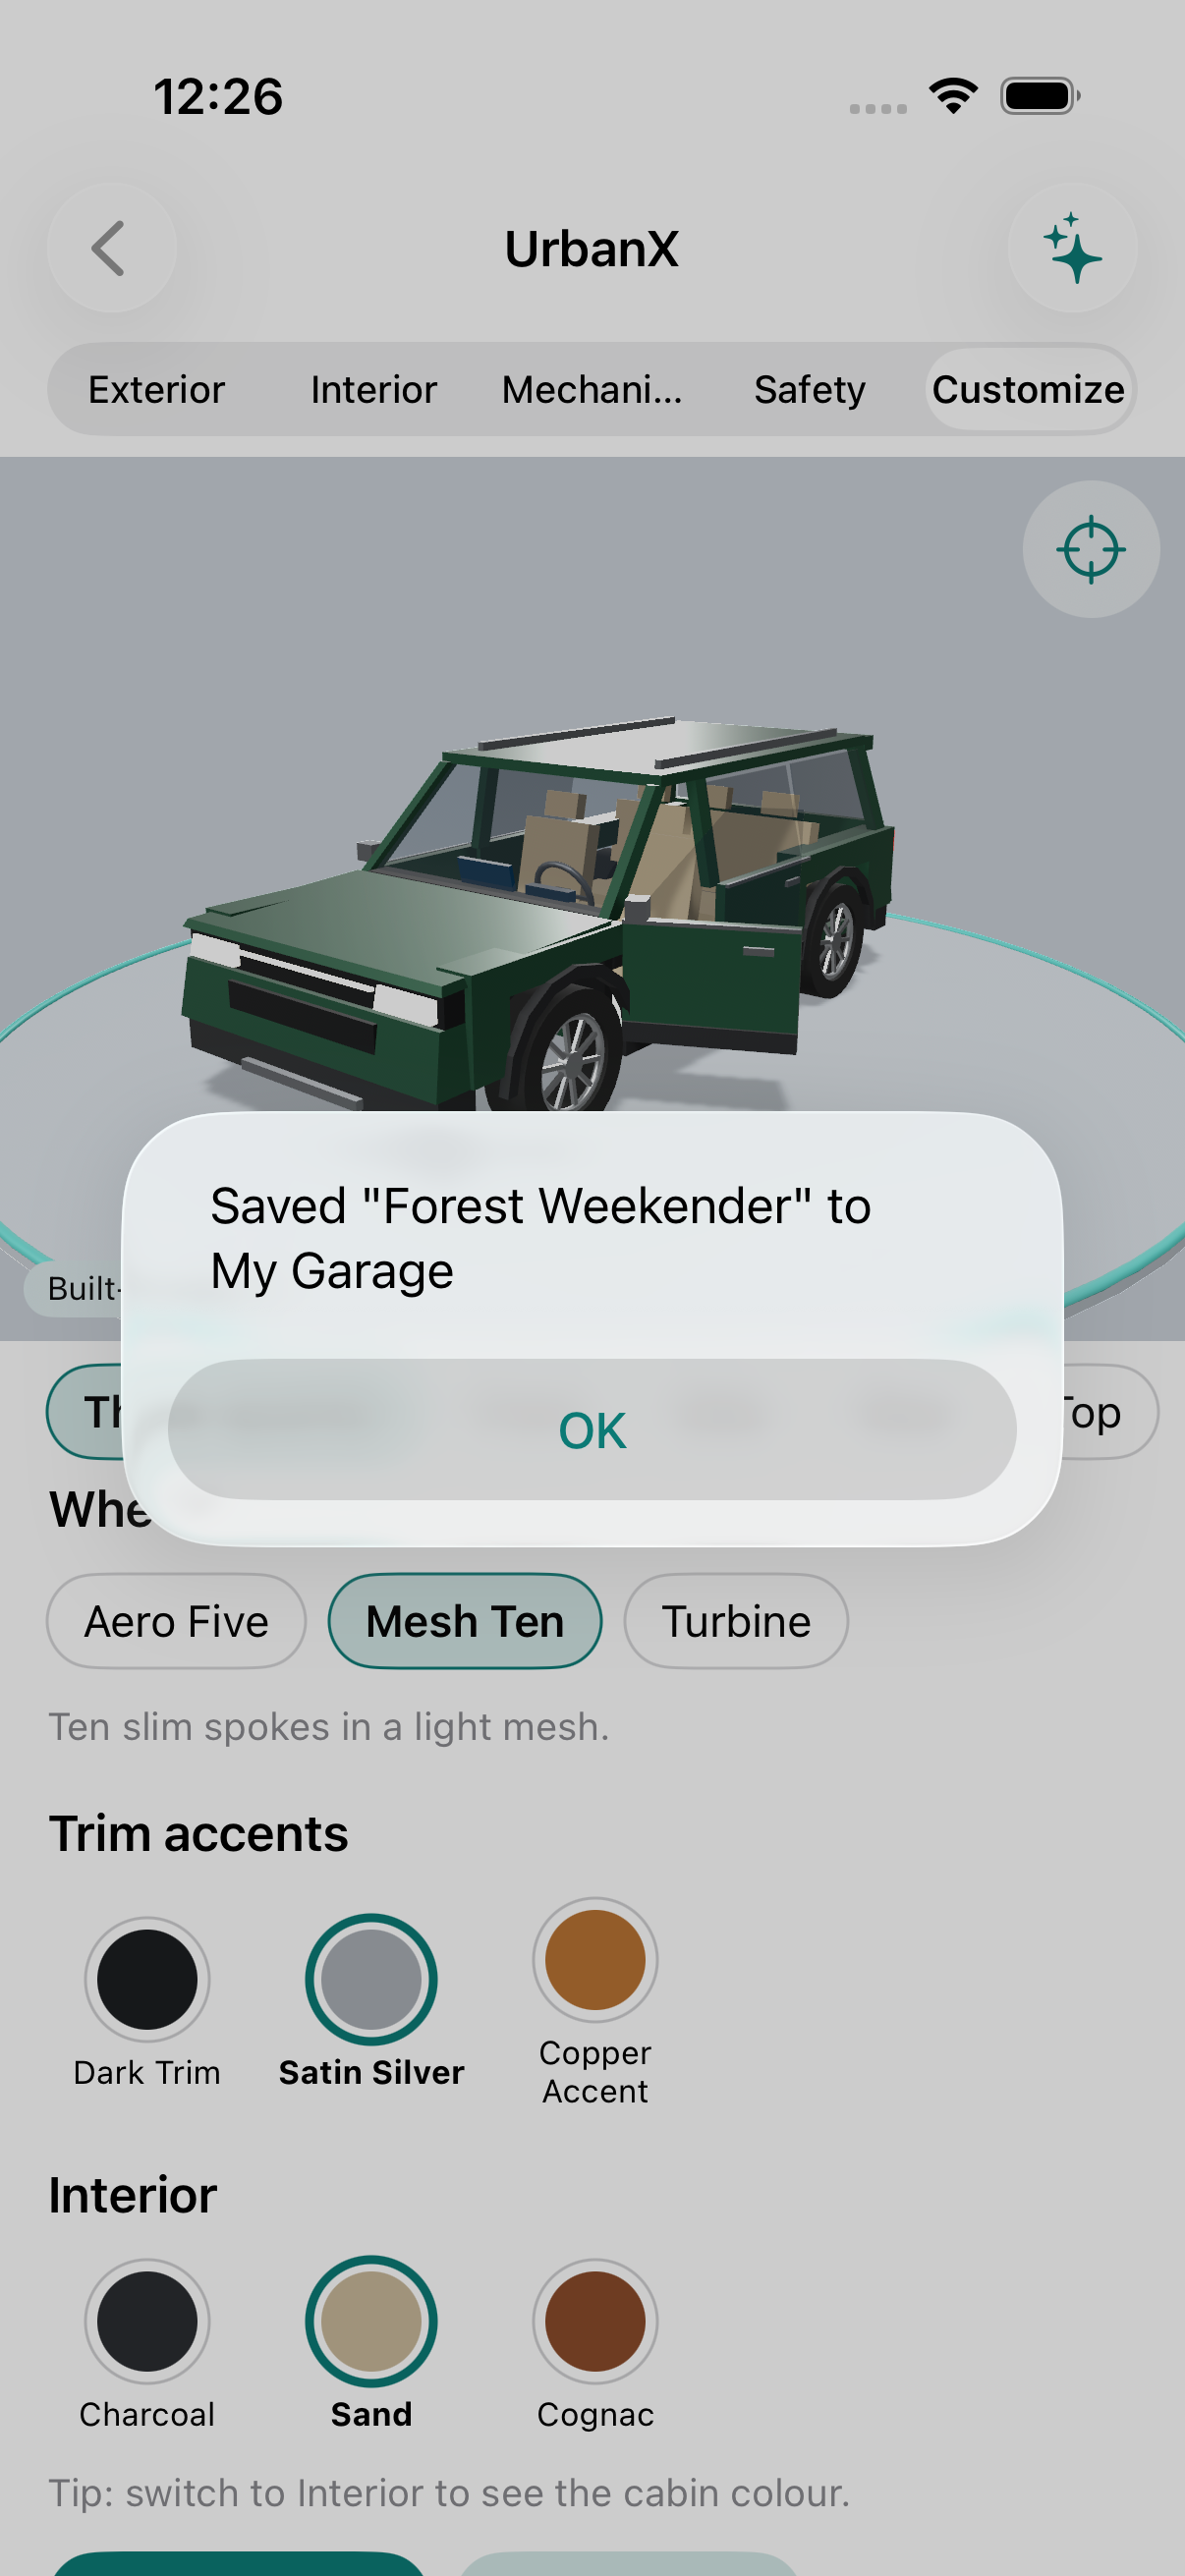 12:26
UrbanX
Exterior Interior Mechani... Safety Customize
Saved "Forest Weekender" to
My Garage
OK
Aero Five Mesh Ten Turbine
Ten slim spokes in a light mesh.
Trim accents
Dark Trim Satin Silver Copper
Accent
Interior
Charcoal Sand Cognac
Tip: switch to Interior to see the cabin colour.